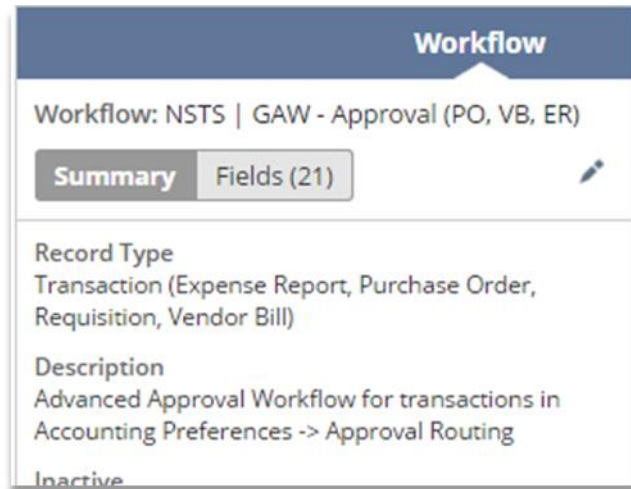 Workflow
Workflow: NSTS | GAW - Approval (PO, VB, ER)
Summary
Fields (21)
Record Type
Transaction (Expense Report, Purchase Order,
Requisition, Vendor Bill)
Description
Advanced Approval Workflow for transactions in
Accounting Preferences -> Approval Routing
Inactive